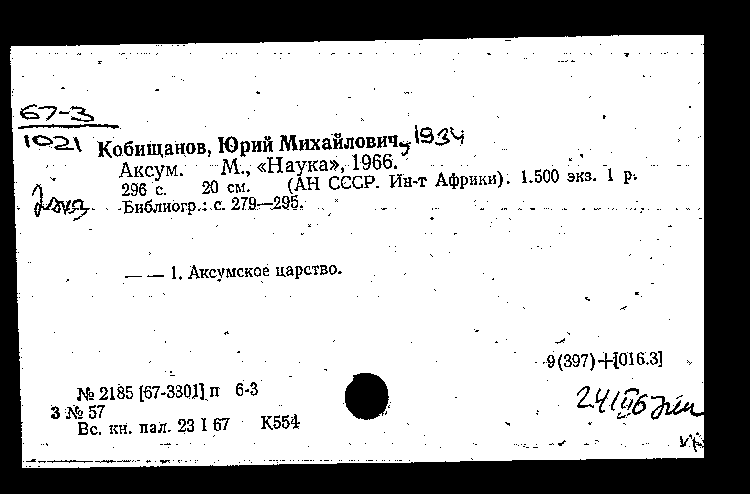 67-3
1021 Кобищанов, Юрий Михайлович, 1934
Аксум. М., «Наука», 1966.
296 с. 20 см. (АН СССР. Ин-т Африки). 1.500 экз. 1 р.
2 экз Библиогр.: с. 279—295.
— — 1. Аксумское царство.
9(397)+[016.3]
№ 2185 [67-3301] п 6-3
3 № 57
Вс. кн. пал. 23 I 67 К554